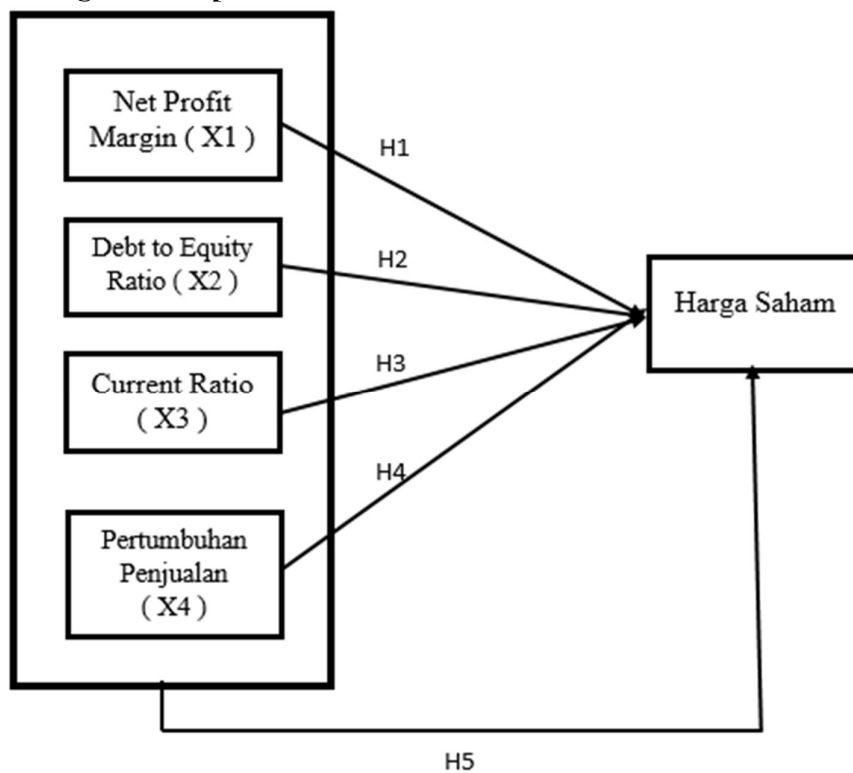 Net Profit
Margin ( X1 )
H1
Debt to Equity
Ratio ( X2 )
H2
Harga Saham
Current Ratio
( X3 )
H3
H4
Pertumbuhan
Penjualan
( X4 )
H5